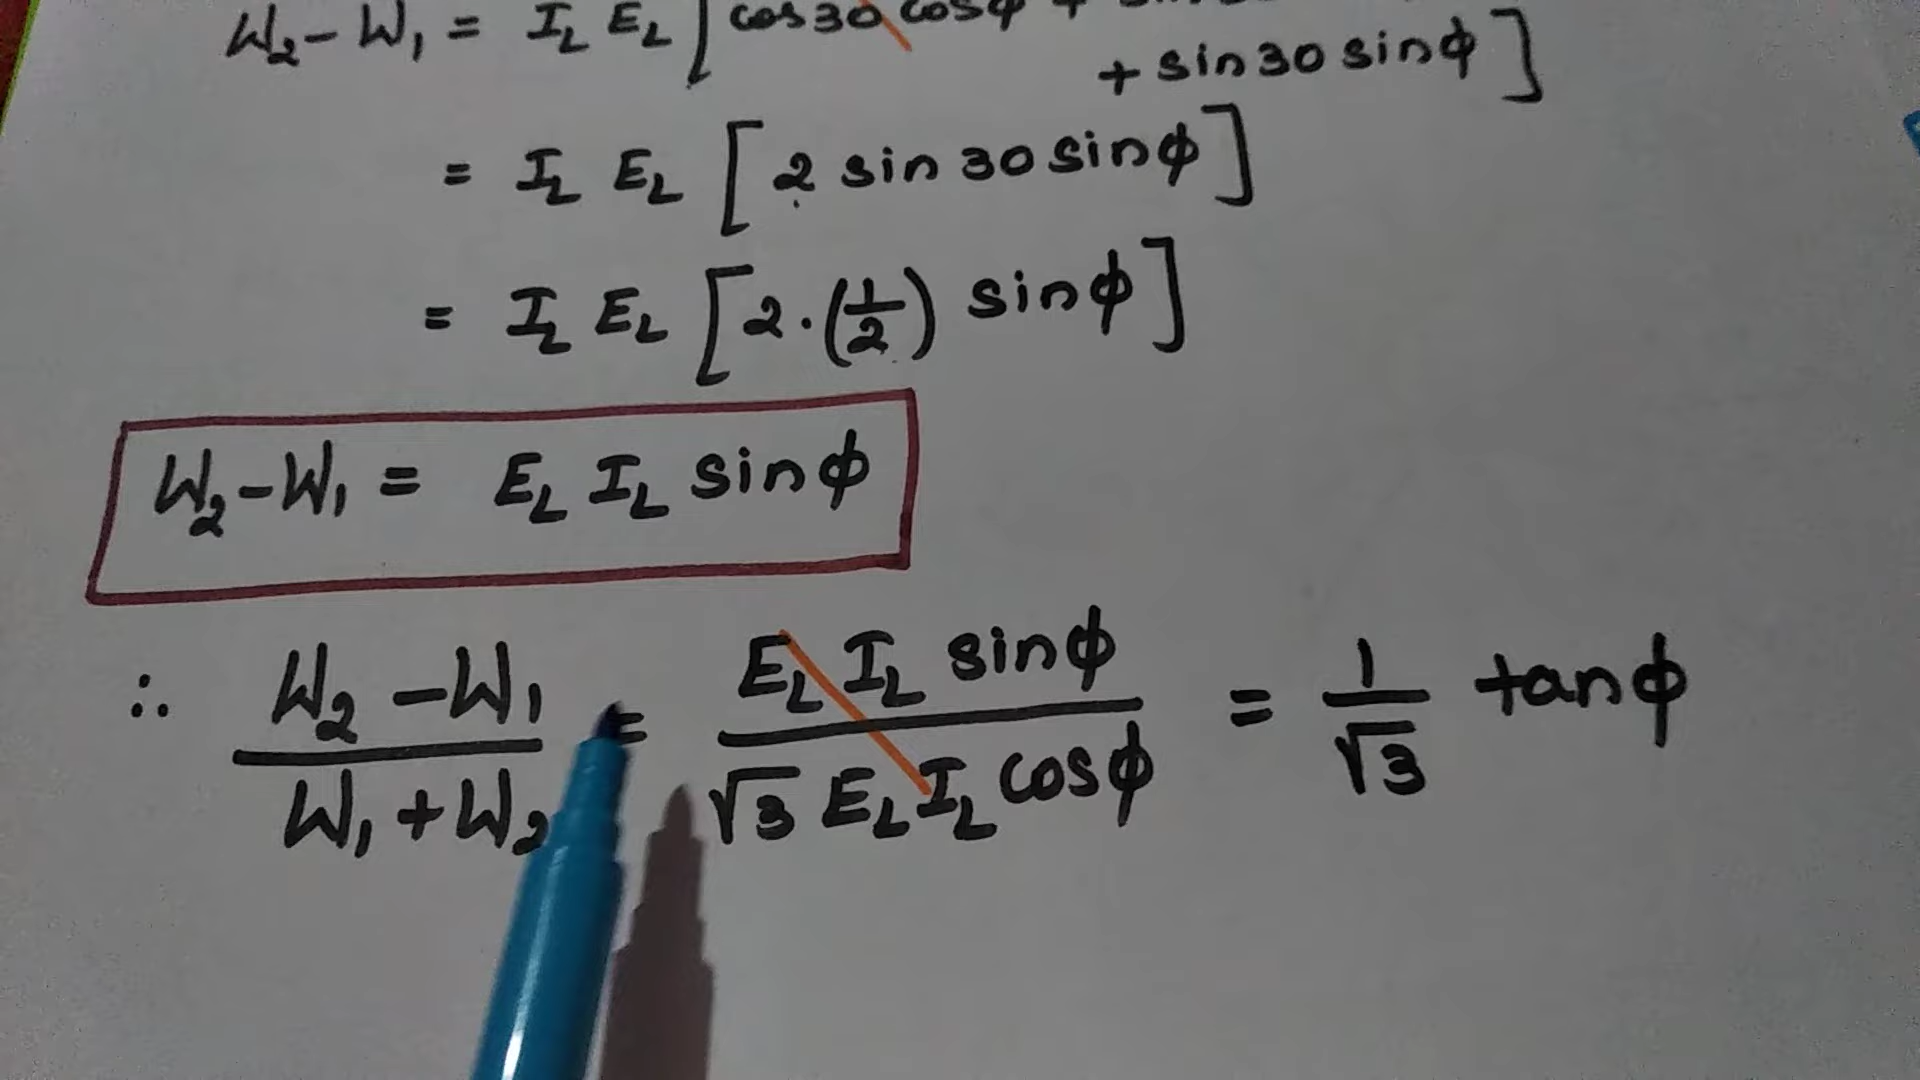 W₂ – W₁ = I_L E_L [cos30 cosϕ +
+ sin30 sinϕ]
= I_L E_L [2 sin 30 sinϕ]
= I_L E_L [2 · (1/2) sinϕ]
W₂ – W₁ = E_L I_L sinϕ
∴ (W₂ – W₁)/(W₁ + W₂) = (E_L I_L sinϕ)/(√3 E_L I_L cosϕ) = 1/√3 tanϕ